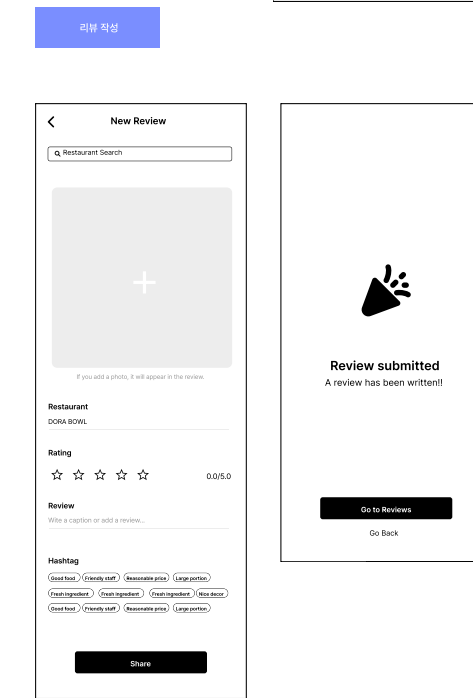 리뷰 작성
New Review
Restaurant Search
If you add a photo, it will appear in the review.
Restaurant
DORA BOWL
Rating
0.0/5.0
Review
Wite a caption or add a review...
Hashtag
Good food Friendly staff Reasonable price Large portion
Fresh ingredient Fresh ingredient Fresh ingredient Nice decor
Good food Friendly staff Reasonable price Large portion
Share
Review submitted
A review has been written!!
Go to Reviews
Go Back